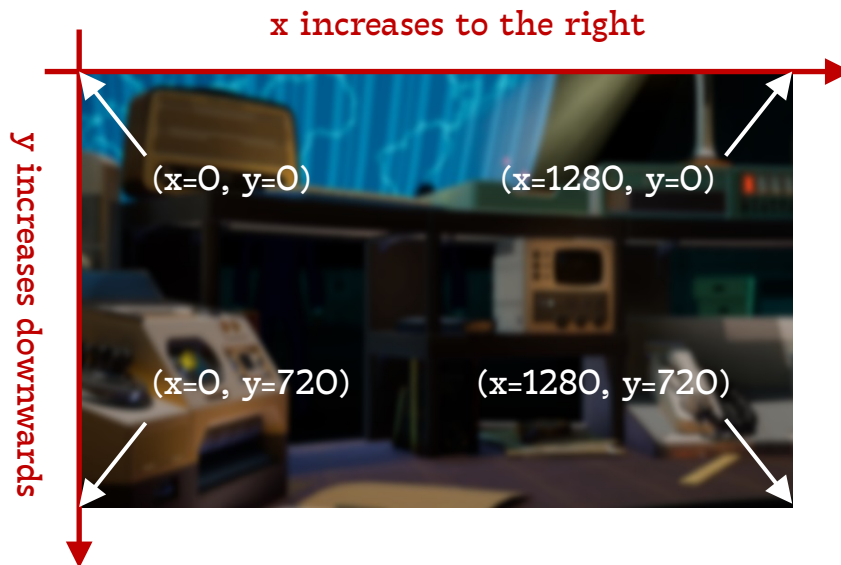 x increases to the right
y increases downwards
(x=0, y=0)
(x=1280, y=0)
(x=0, y=720)
(x=1280, y=720)